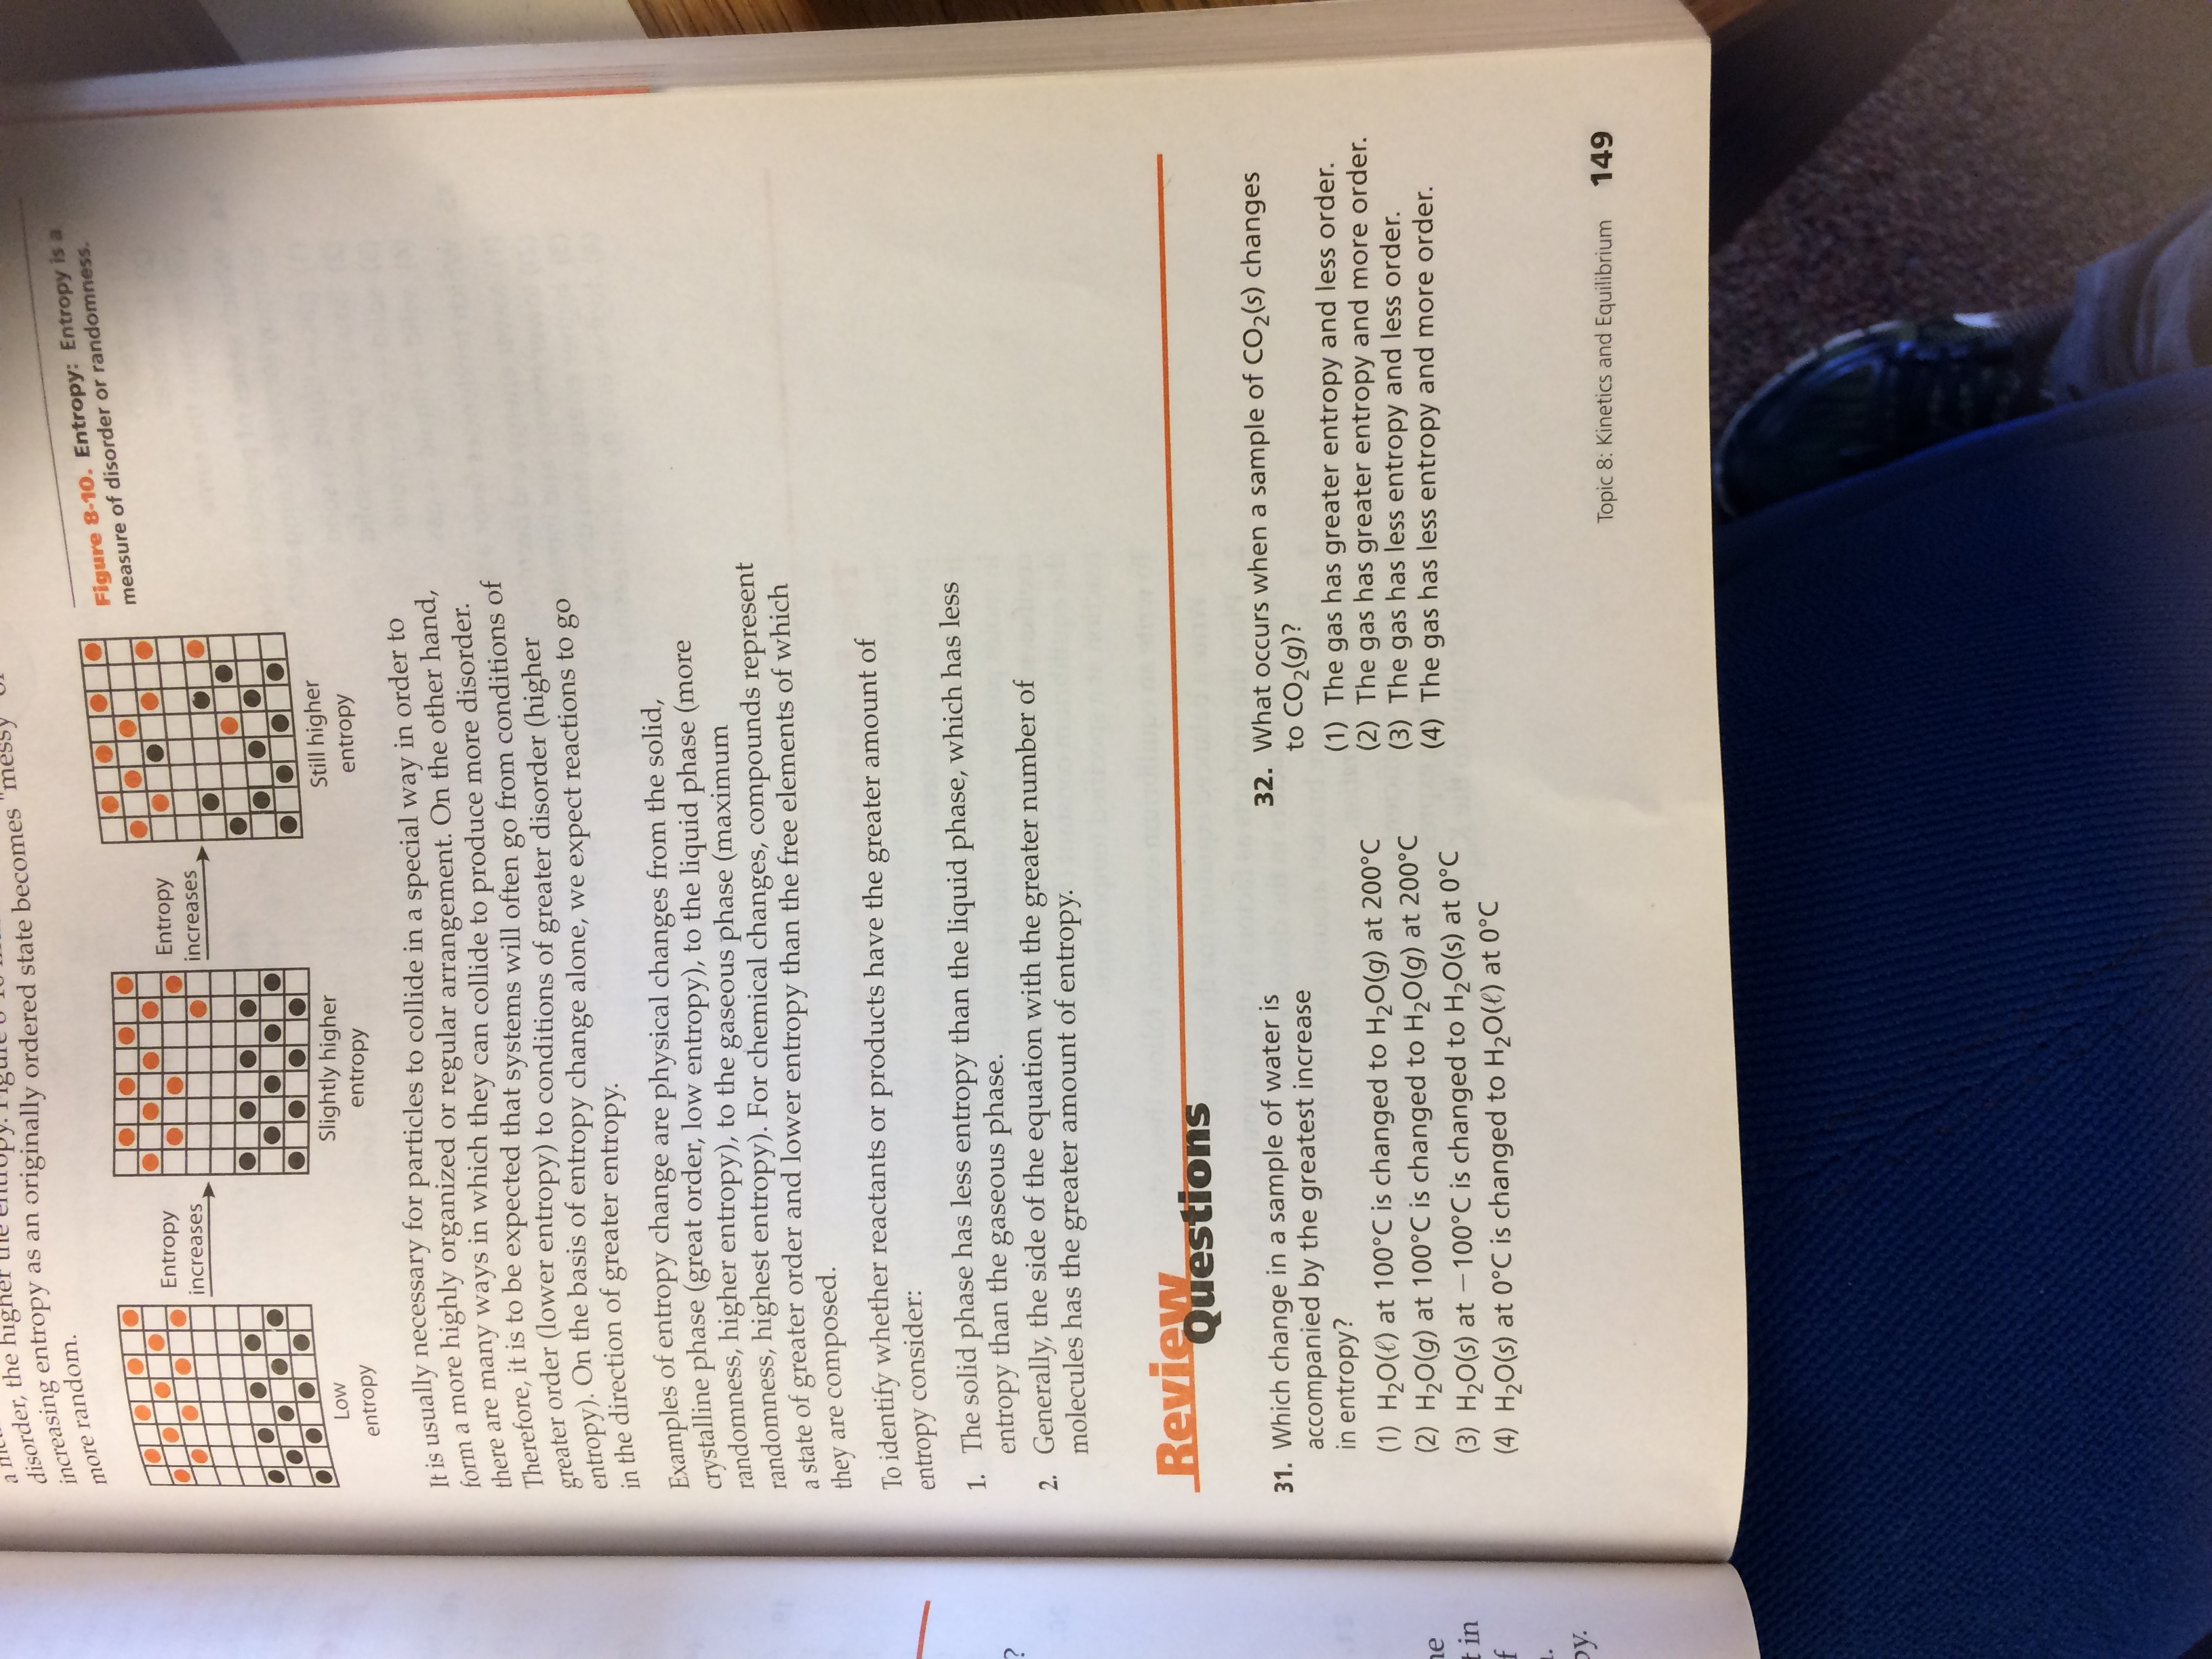 disorder, the higher the entropy. Figure
increasing entropy as an originally ordered state becomes "messy"
more random.
Figure 8-10. Entropy: Entropy is a
measure of disorder or randomness.
Entropy
increases
Entropy
increases
Low
entropy
Slightly higher
entropy
Still higher
entropy
It is usually necessary for particles to collide in a special way in order to
form a more highly organized or regular arrangement. On the other hand,
there are many ways in which they can collide to produce more disorder.
Therefore, it is to be expected that systems will often go from conditions of
greater order (lower entropy) to conditions of greater disorder (higher
entropy). On the basis of entropy change alone, we expect reactions to go
in the direction of greater entropy.
Examples of entropy change are physical changes from the solid,
crystalline phase (great order, low entropy), to the liquid phase (more
randomness, higher entropy), to the gaseous phase (maximum
randomness, highest entropy). For chemical changes, compounds represent
a state of greater order and lower entropy than the free elements of which
they are composed.
To identify whether reactants or products have the greater amount of
entropy consider:
1. The solid phase has less entropy than the liquid phase, which has less
entropy than the gaseous phase.
2. Generally, the side of the equation with the greater number of
molecules has the greater amount of entropy.
Review
Questions
31. Which change in a sample of water is
accompanied by the greatest increase
in entropy?
(1) H₂O(ℓ) at 100°C is changed to H₂O(g) at 200°C
(2) H₂O(g) at 100°C is changed to H₂O(g) at 200°C
(3) H₂O(s) at −100°C is changed to H₂O(s) at 0°C
(4) H₂O(s) at 0°C is changed to H₂O(ℓ) at 0°C
32. What occurs when a sample of CO₂(s) changes
to CO₂(g)?
(1) The gas has greater entropy and less order.
(2) The gas has greater entropy and more order.
(3) The gas has less entropy and less order.
(4) The gas has less entropy and more order.
Topic 8: Kinetics and Equilibrium 149